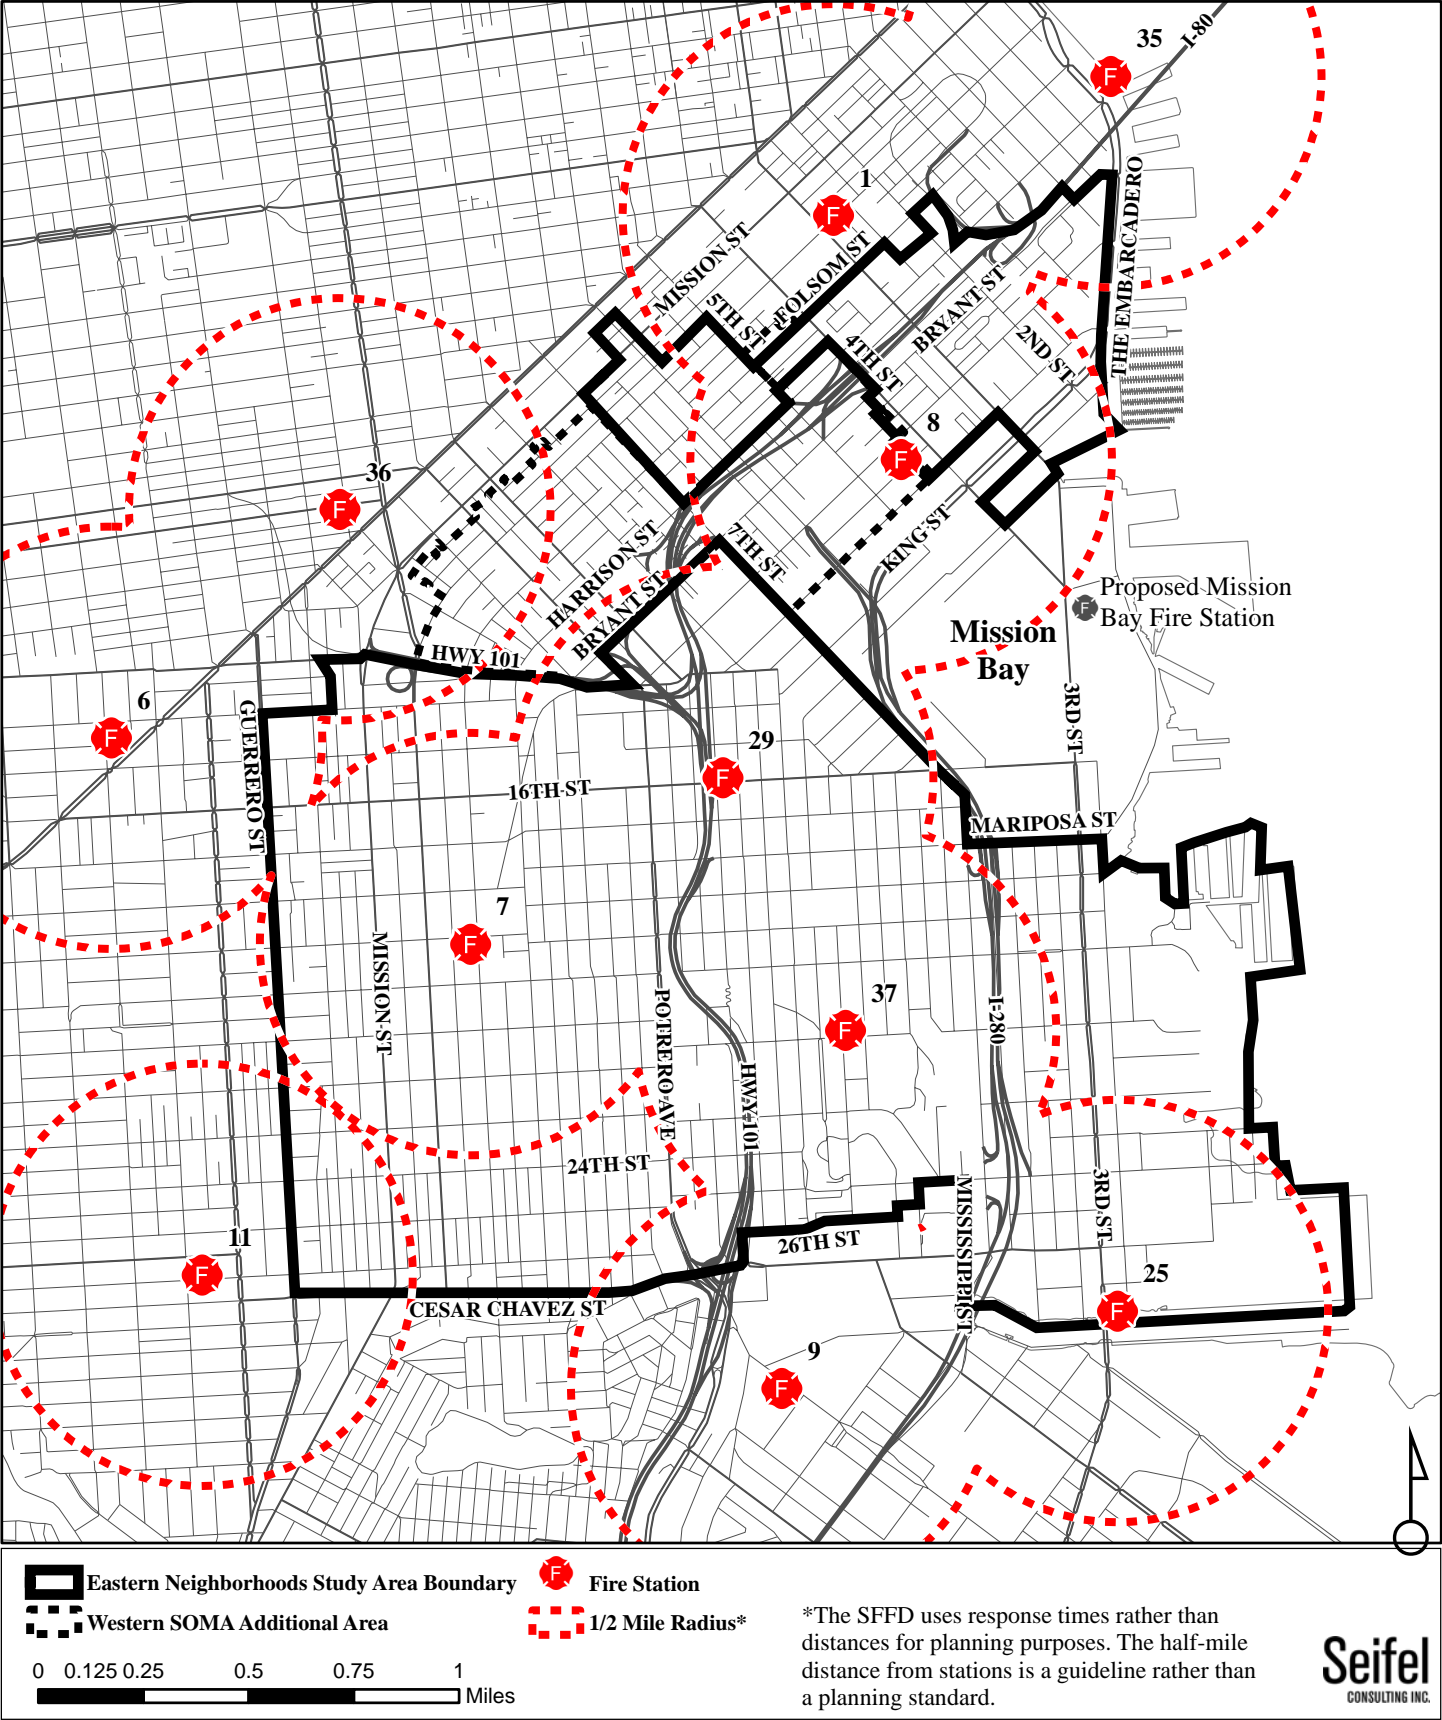 35
I-80
1
THE EMBARCADERO
MISSION ST
FOLSOM ST
5TH ST
BRYANT ST
4TH ST
2ND ST
8
36
F
F
F
F
KING ST
7TH ST
HARRISON ST
BRYANT ST
F
Proposed Mission
Bay Fire Station
Mission
Bay
HWY 101
6
F
GUERRERO ST
3RD ST
29
F
16TH ST
MARIPOSA ST
7
F
MISSION ST
POTRERO AVE
37
F
I-280
HWY 101
24TH ST
MISSISSIPPI ST
3RD ST
26TH ST
11
F
25
F
CESAR CHAVEZ ST
9
F
Eastern Neighborhoods Study Area Boundary
F
Fire Station
Western SOMA Additional Area
1/2 Mile Radius*
0 0.125 0.25 0.5 0.75 1
Miles
*The SFFD uses response times rather than
distances for planning purposes. The half-mile
distance from stations is a guideline rather than
a planning standard.
Seifel
CONSULTING INC.